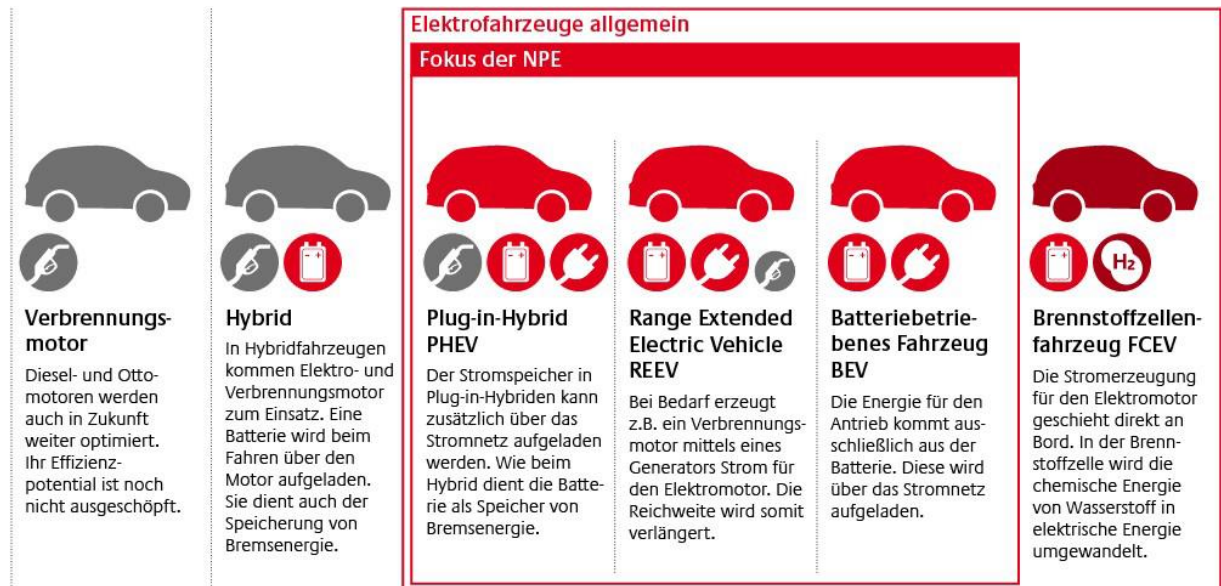 Elektrofahrzeuge allgemein
Fokus der NPE
Verbrennungs-
motor
Diesel- und Otto-
motoren werden
auch in Zukunft
weiter optimiert.
Ihr Effizienz-
potential ist noch
nicht ausgeschöpft.
Hybrid
In Hybridfahrzeugen
kommen Elektro- und
Verbrennungsmotor
zum Einsatz. Eine
Batterie wird beim
Fahren über den
Motor aufgeladen.
Sie dient auch der
Speicherung von
Bremsenergie.
Plug-in-Hybrid
PHEV
Der Stromspeicher in
Plug-in-Hybriden kann
zusätzlich über das
Stromnetz aufgeladen
werden. Wie beim
Hybrid dient die Batte-
rie als Speicher von
Bremsenergie.
Range Extended
Electric Vehicle
REEV
Bei Bedarf erzeugt
z.B. ein Verbrennungs-
motor mittels eines
Generators Strom für
den Elektromotor. Die
Reichweite wird somit
verlängert.
Batteriebetrie-
benes Fahrzeug
BEV
Die Energie für den
Antrieb kommt aus-
schließlich aus der
Batterie. Diese wird
über das Stromnetz
aufgeladen.
H2
Brennstoffzellen-
fahrzeug FCEV
Die Stromerzeugung
für den Elektromotor
geschieht direkt an
Bord. In der Brenn-
stoffzelle wird die
chemische Energie
von Wasserstoff in
elektrische Energie
umgewandelt.